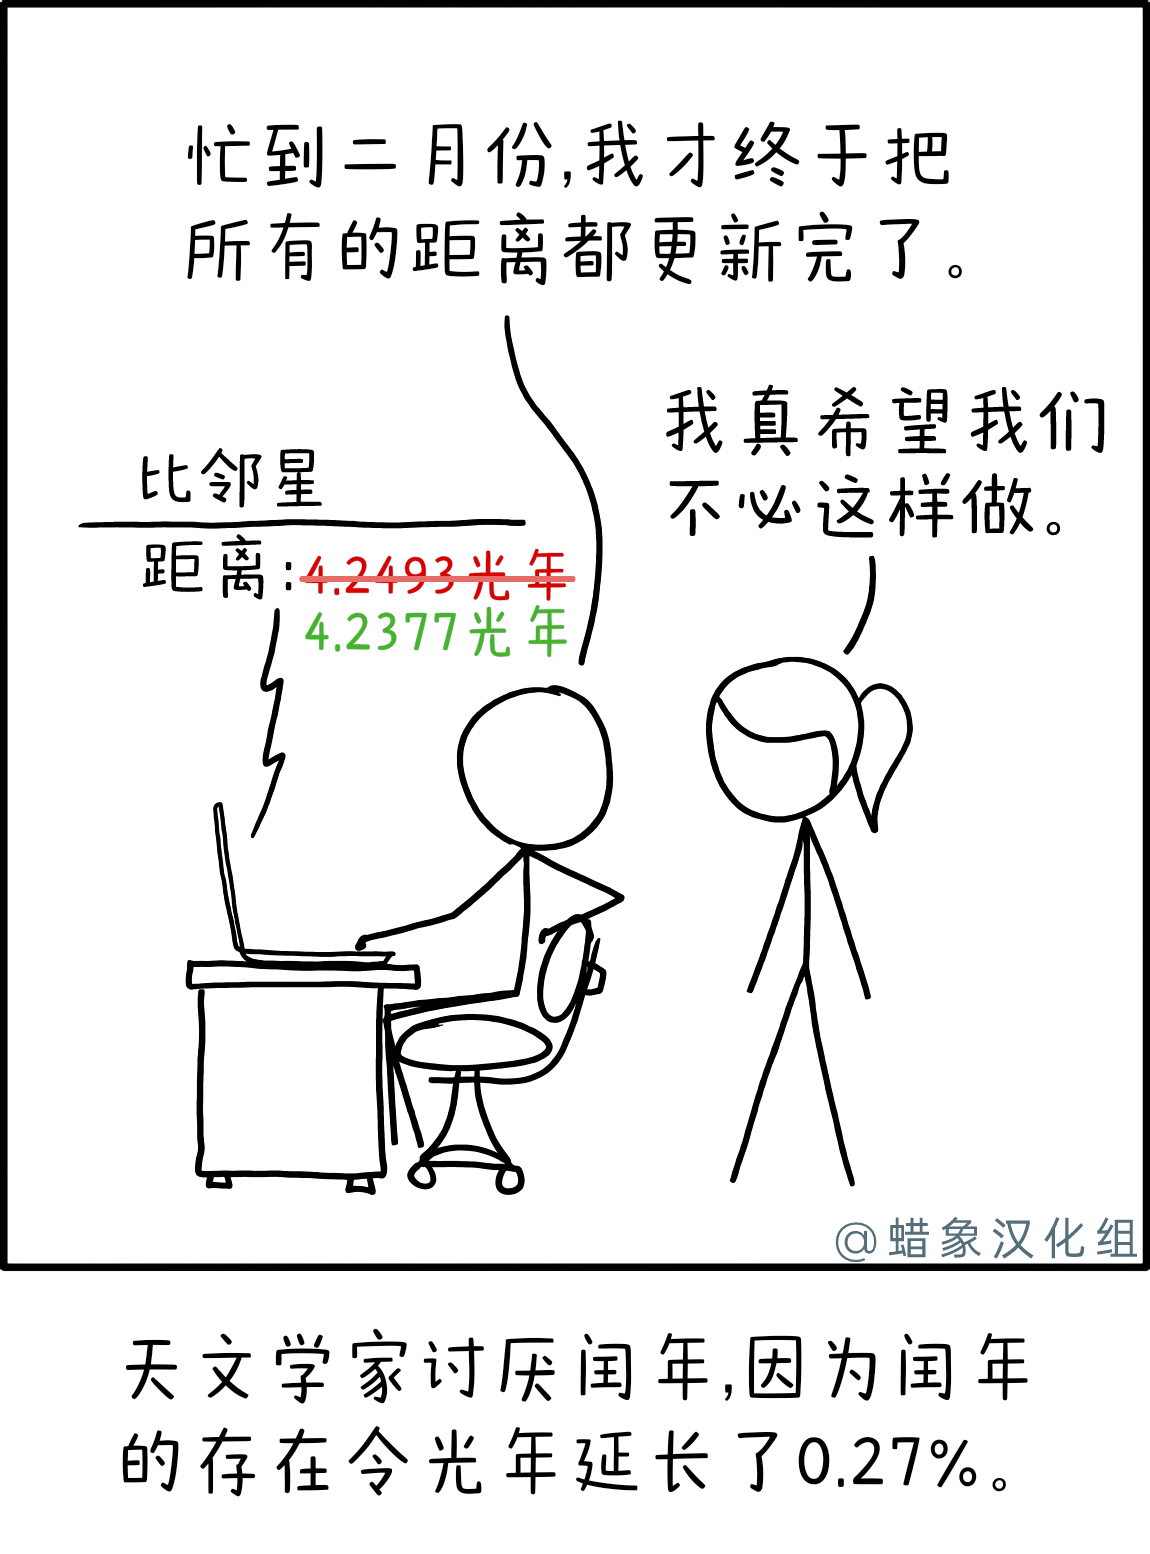 忙到二月份,我才终于把
所有的距离都更新完了。
我真希望我们
不必这样做。
比邻星
距离:4.2493光年
4.2377光年
@蜡象汉化组
天文学家讨厌闰年,因为闰年
的存在令光年延长了0.27%。